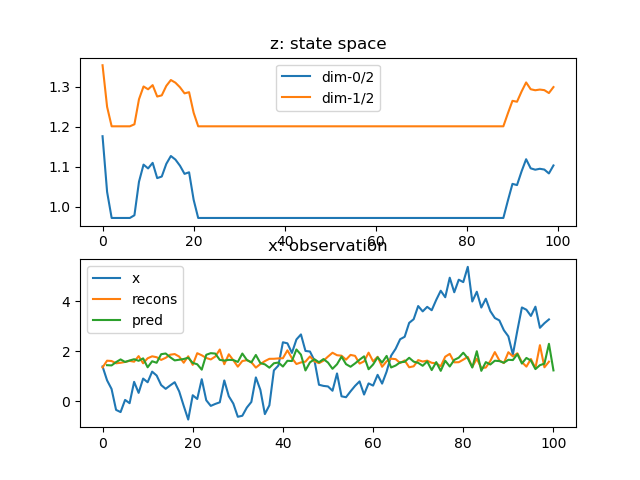 z: state space
dim-0/2
dim-1/2
1.3
1.2
1.1
1.0
0 20 40 60 80 100
x: observation
x
recons
pred
4
2
0
0 20 40 60 80 100